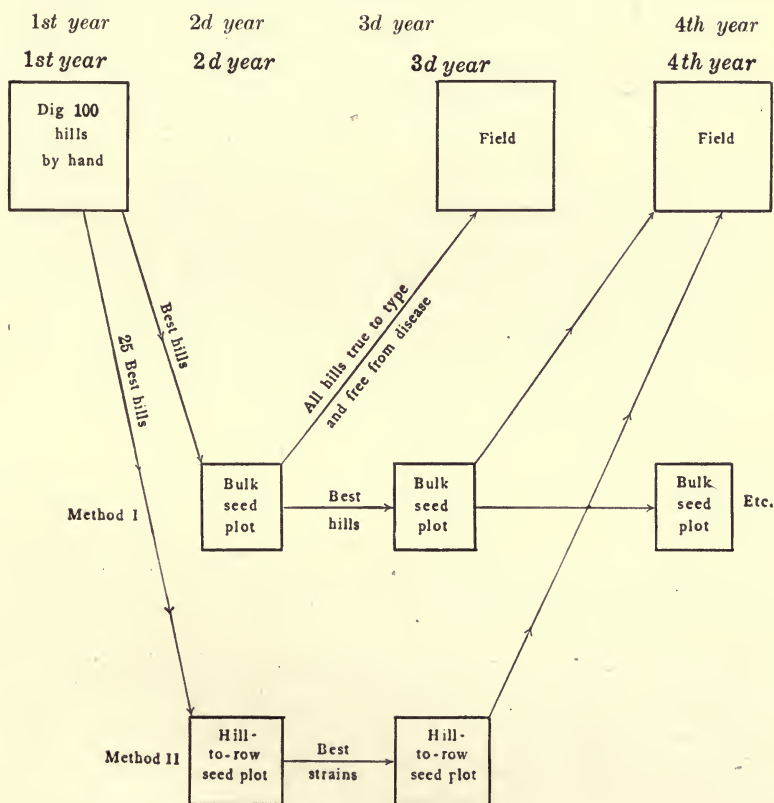 1st year 2d year 3d year 4th year
1st year 2d year 3d year 4th year
Dig 100
hills
by hand
Field
Field
Best hills
25 Best hills
All hills true to type
and free from disease
Method I
Bulk
seed
plot
Best
hills
Bulk
seed
plot
Bulk
seed
plot
Etc.
Method II
Hill-
to-row
seed plot
Best
strains
Hill-
to-row
seed plot